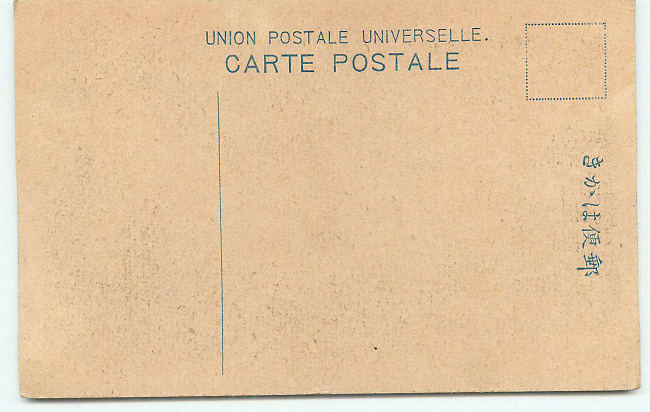 UNION POSTALE UNIVERSELLE.
CARTE POSTALE
郵便はがき